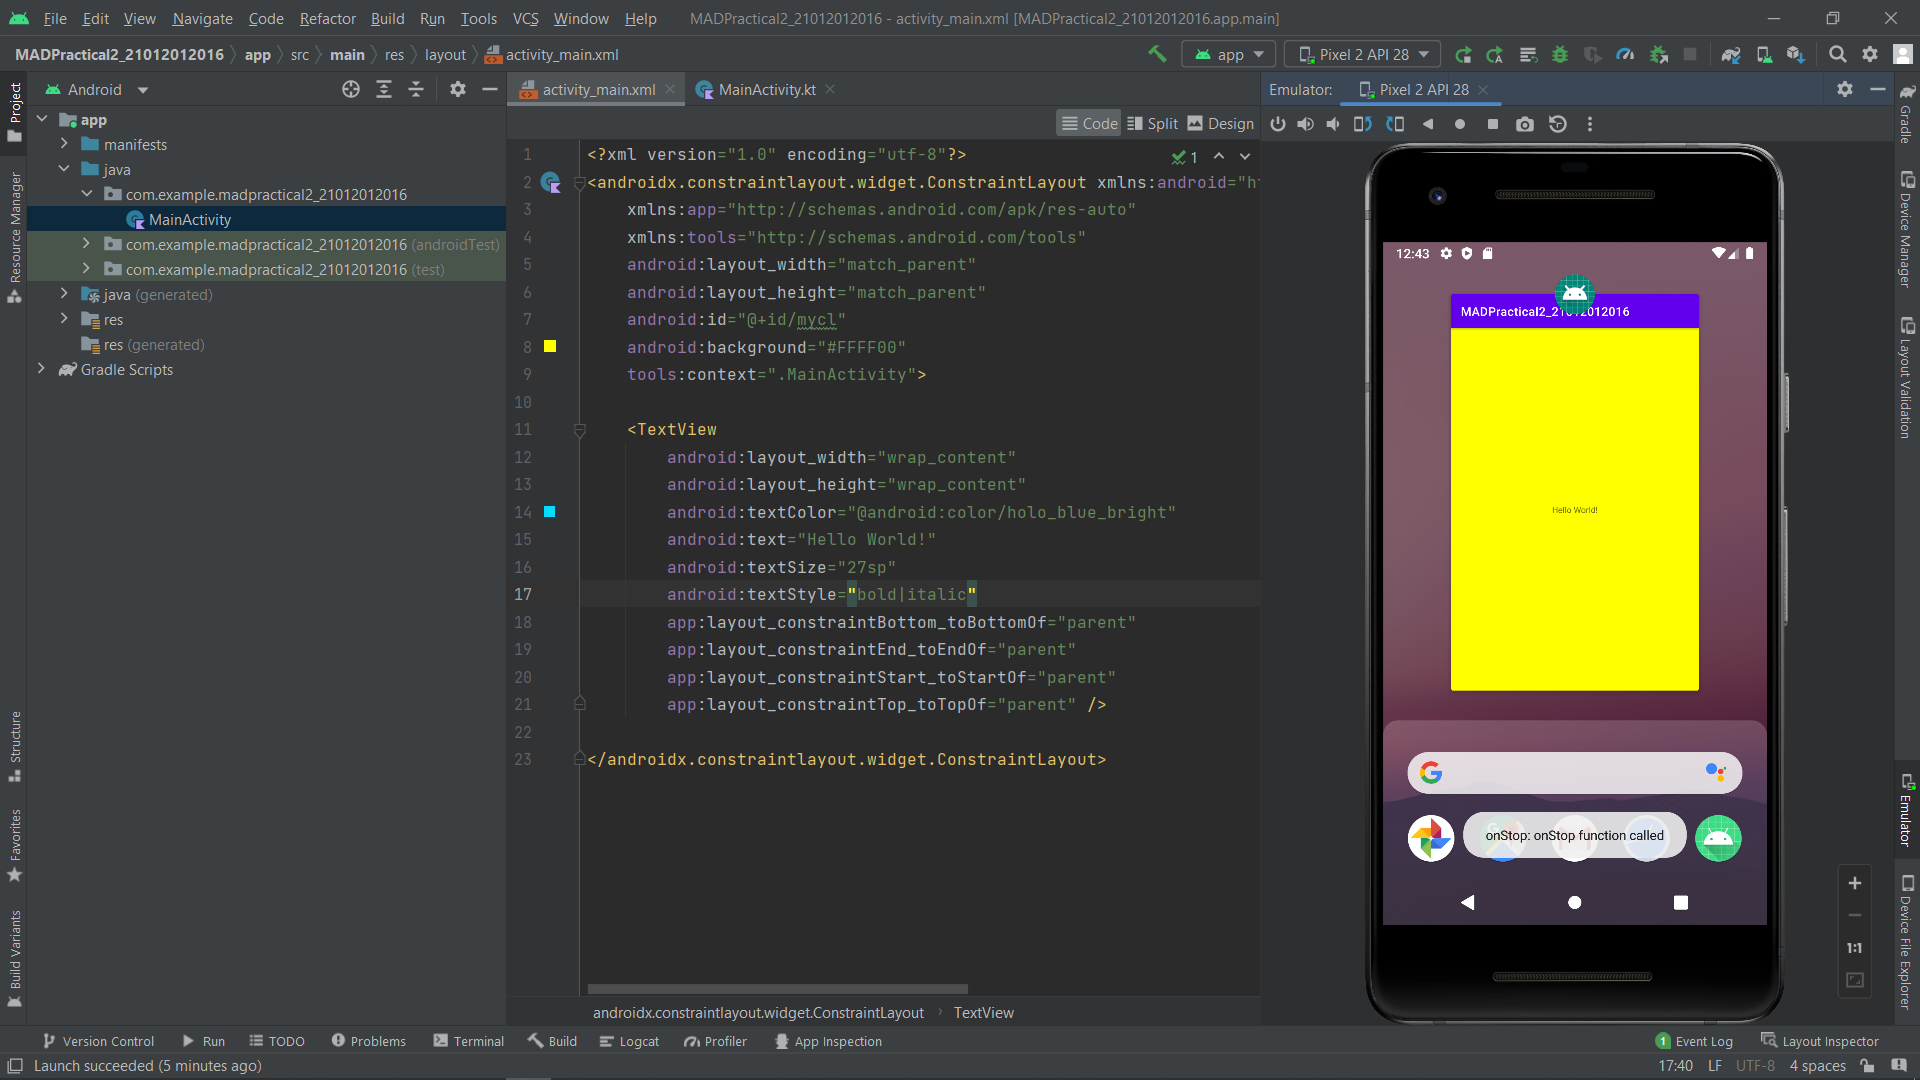 File Edit View Navigate Code Refactor Build Run Tools VCS Window Help MADPractical2_21012012016 - activity_main.xml [MADPractical2_21012012016.app.main]
MADPractical2_21012012016 app src main res layout activity_main.xml app Pixel 2 API 28
Project
Resource Manager
Structure
Favorites
Build Variants
Android
app
manifests
java
com.example.madpractical2_21012012016
MainActivity
com.example.madpractical2_21012012016 (androidTest)
com.example.madpractical2_21012012016 (test)
java (generated)
res
res (generated)
Gradle Scripts
activity_main.xml MainActivity.kt
Code Split Design
1
1 <?xml version="1.0" encoding="utf-8"?>
2 <androidx.constraintlayout.widget.ConstraintLayout xmlns:android="ht
3 xmlns:app="http://schemas.android.com/apk/res-auto"
4 xmlns:tools="http://schemas.android.com/tools"
5 android:layout_width="match_parent"
6 android:layout_height="match_parent"
7 android:id="@+id/mycl"
8 android:background="#FFFF00"
9 tools:context=".MainActivity">
10
11 <TextView
12 android:layout_width="wrap_content"
13 android:layout_height="wrap_content"
14 android:textColor="@android:color/holo_blue_bright"
15 android:text="Hello World!"
16 android:textSize="27sp"
17 android:textStyle="bold|italic"
18 app:layout_constraintBottom_toBottomOf="parent"
19 app:layout_constraintEnd_toEndOf="parent"
20 app:layout_constraintStart_toStartOf="parent"
21 app:layout_constraintTop_toTopOf="parent" />
22
23 </androidx.constraintlayout.widget.ConstraintLayout>
androidx.constraintlayout.widget.ConstraintLayout TextView
Emulator: Pixel 2 API 28
12:43
MADPractical2_21012012016
Hello World!
onStop: onStop function called
1:1
Gradle
Device Manager
Layout Validation
Emulator
Device File Explorer
Version Control Run TODO Problems Terminal Build Logcat Profiler App Inspection 1 Event Log Layout Inspector
Launch succeeded (5 minutes ago) 17:40 LF UTF-8 4 spaces